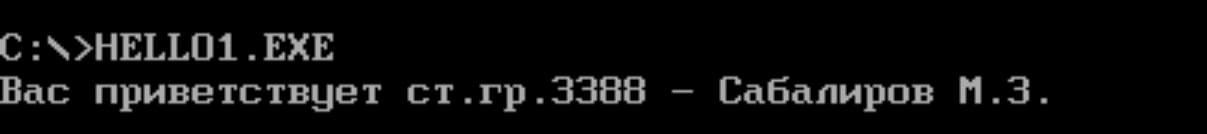 C:\>HELLO1.EXE
Вас приветствует ст.гр.3388 - Сабалиров М.З.